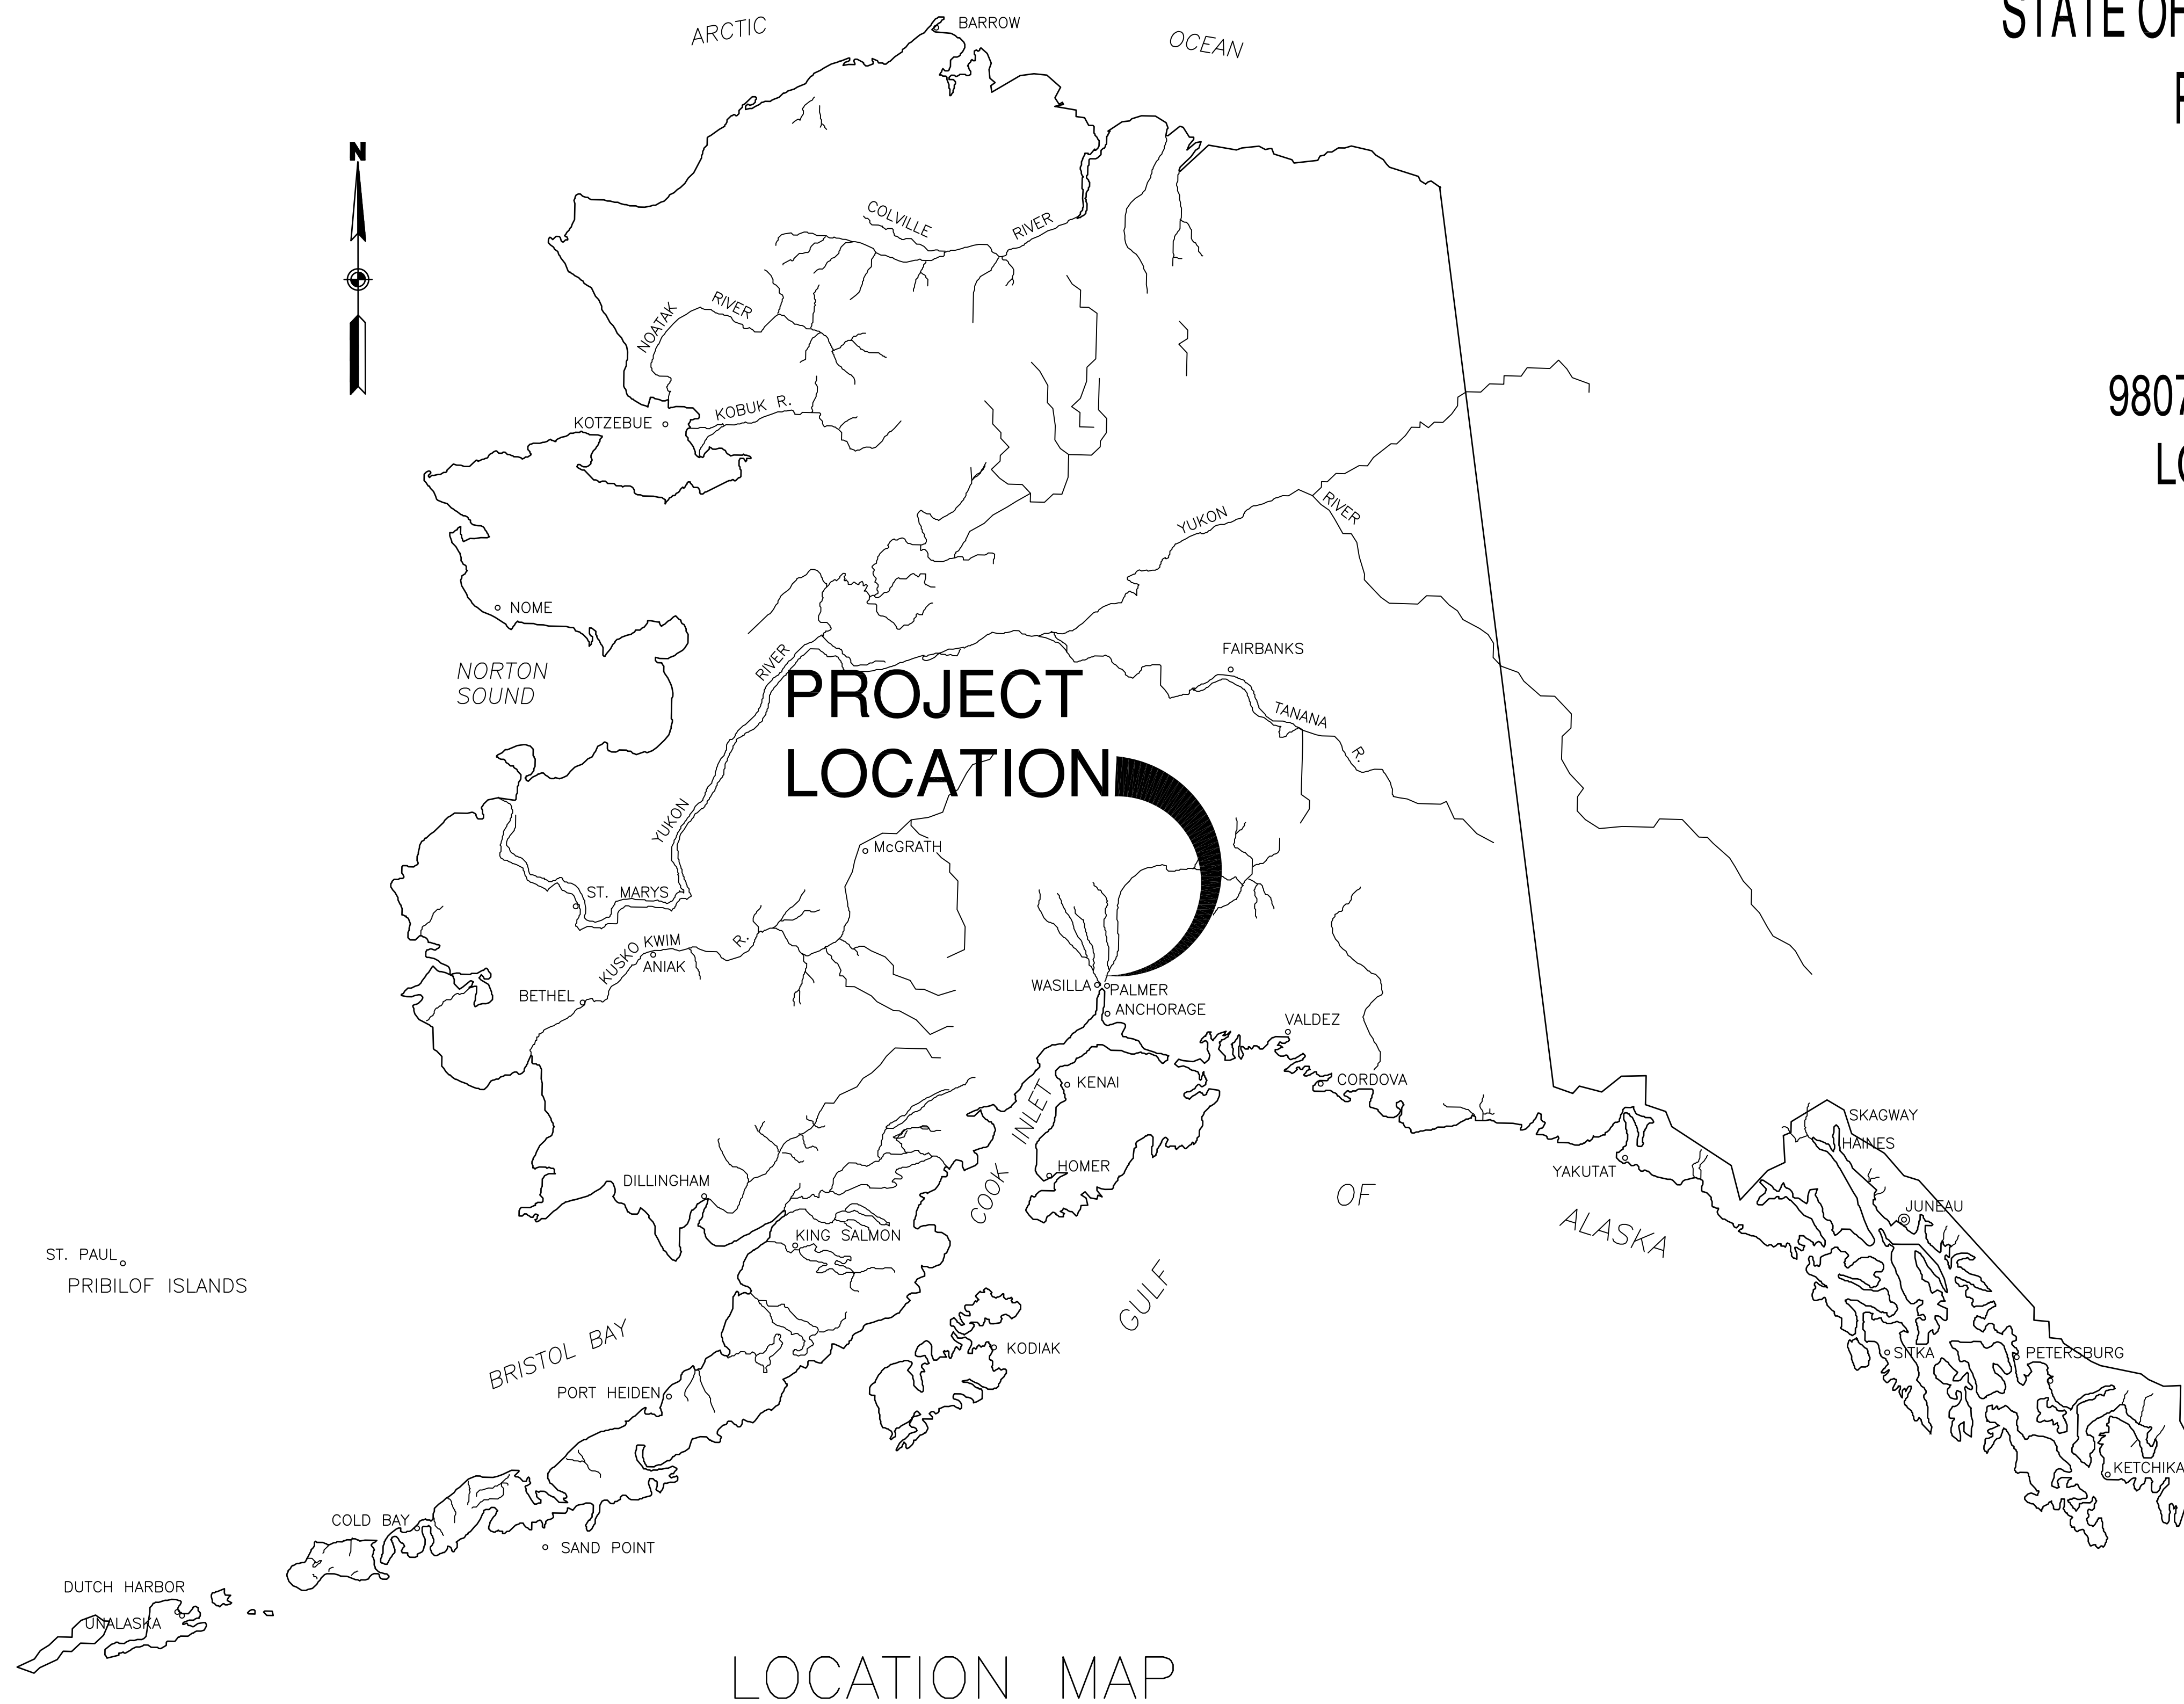 STATE OF
ARCTIC
OCEAN
BARROW
N
COLVILLE
RIVER
NOATAK
RIVER
KOBUK R.
KOTZEBUE
9807
YUKON
RIVER
NOME
NORTON
SOUND
RIVER
FAIRBANKS
PROJECT
LOCATION
TANANA
R.
YUKON
McGRATH
ST. MARYS
KUSKO KWIM
R.
ANIAK
BETHEL
WASILLA
PALMER
ANCHORAGE
VALDEZ
KENAI
CORDOVA
COOK INLET
HOMER
SKAGWAY
HAINES
YAKUTAT
JUNEAU
DILLINGHAM
KING SALMON
GULF
OF
ALASKA
ST. PAUL
PRIBILOF ISLANDS
BRISTOL BAY
KODIAK
SITKA
PETERSBURG
PORT HEIDEN
KETCHIKA
COLD BAY
SAND POINT
DUTCH HARBOR
UNALASKA
LOCATION MAP